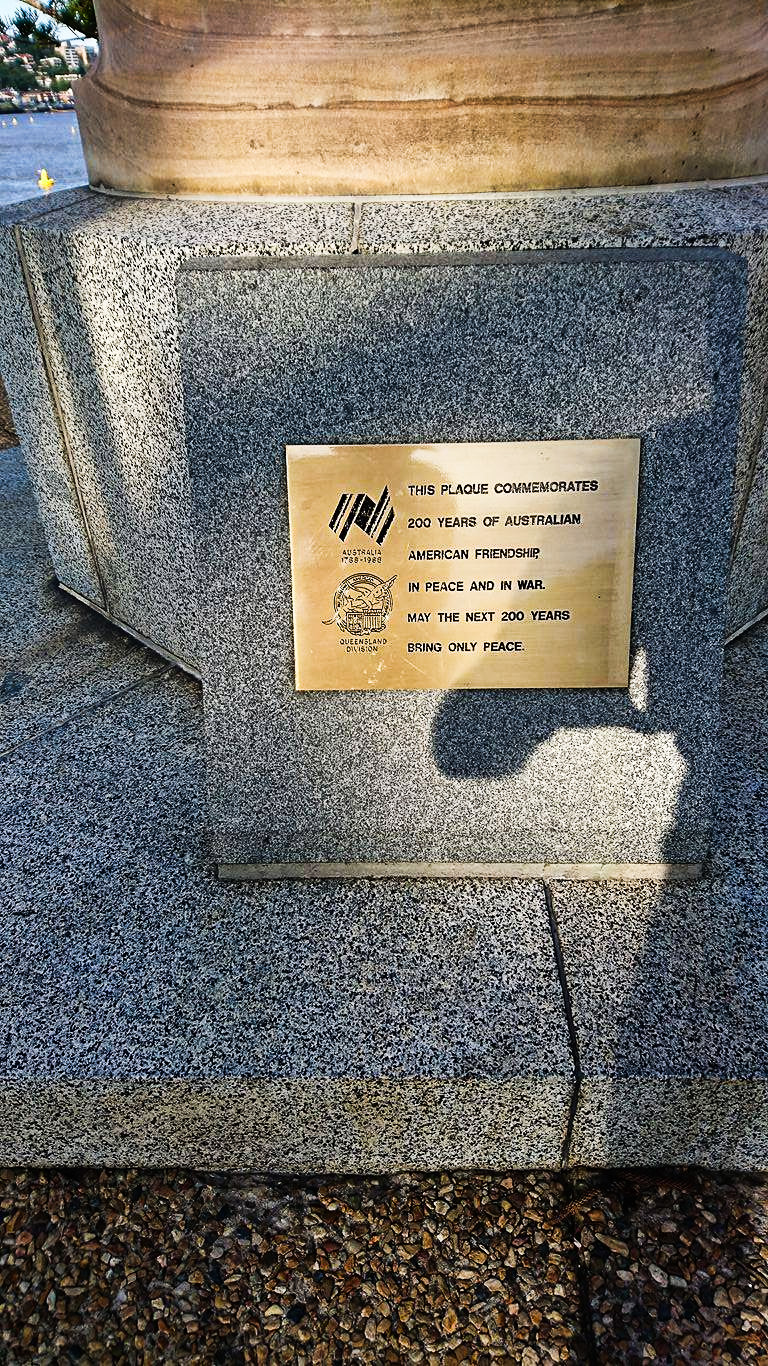 THIS PLAQUE COMMEMORATES
200 YEARS OF AUSTRALIAN
AMERICAN FRIENDSHIP,
IN PEACE AND IN WAR.
MAY THE NEXT 200 YEARS
BRING ONLY PEACE.
AUSTRALIA
1788-1988
QUEENSLAND
DIVISION